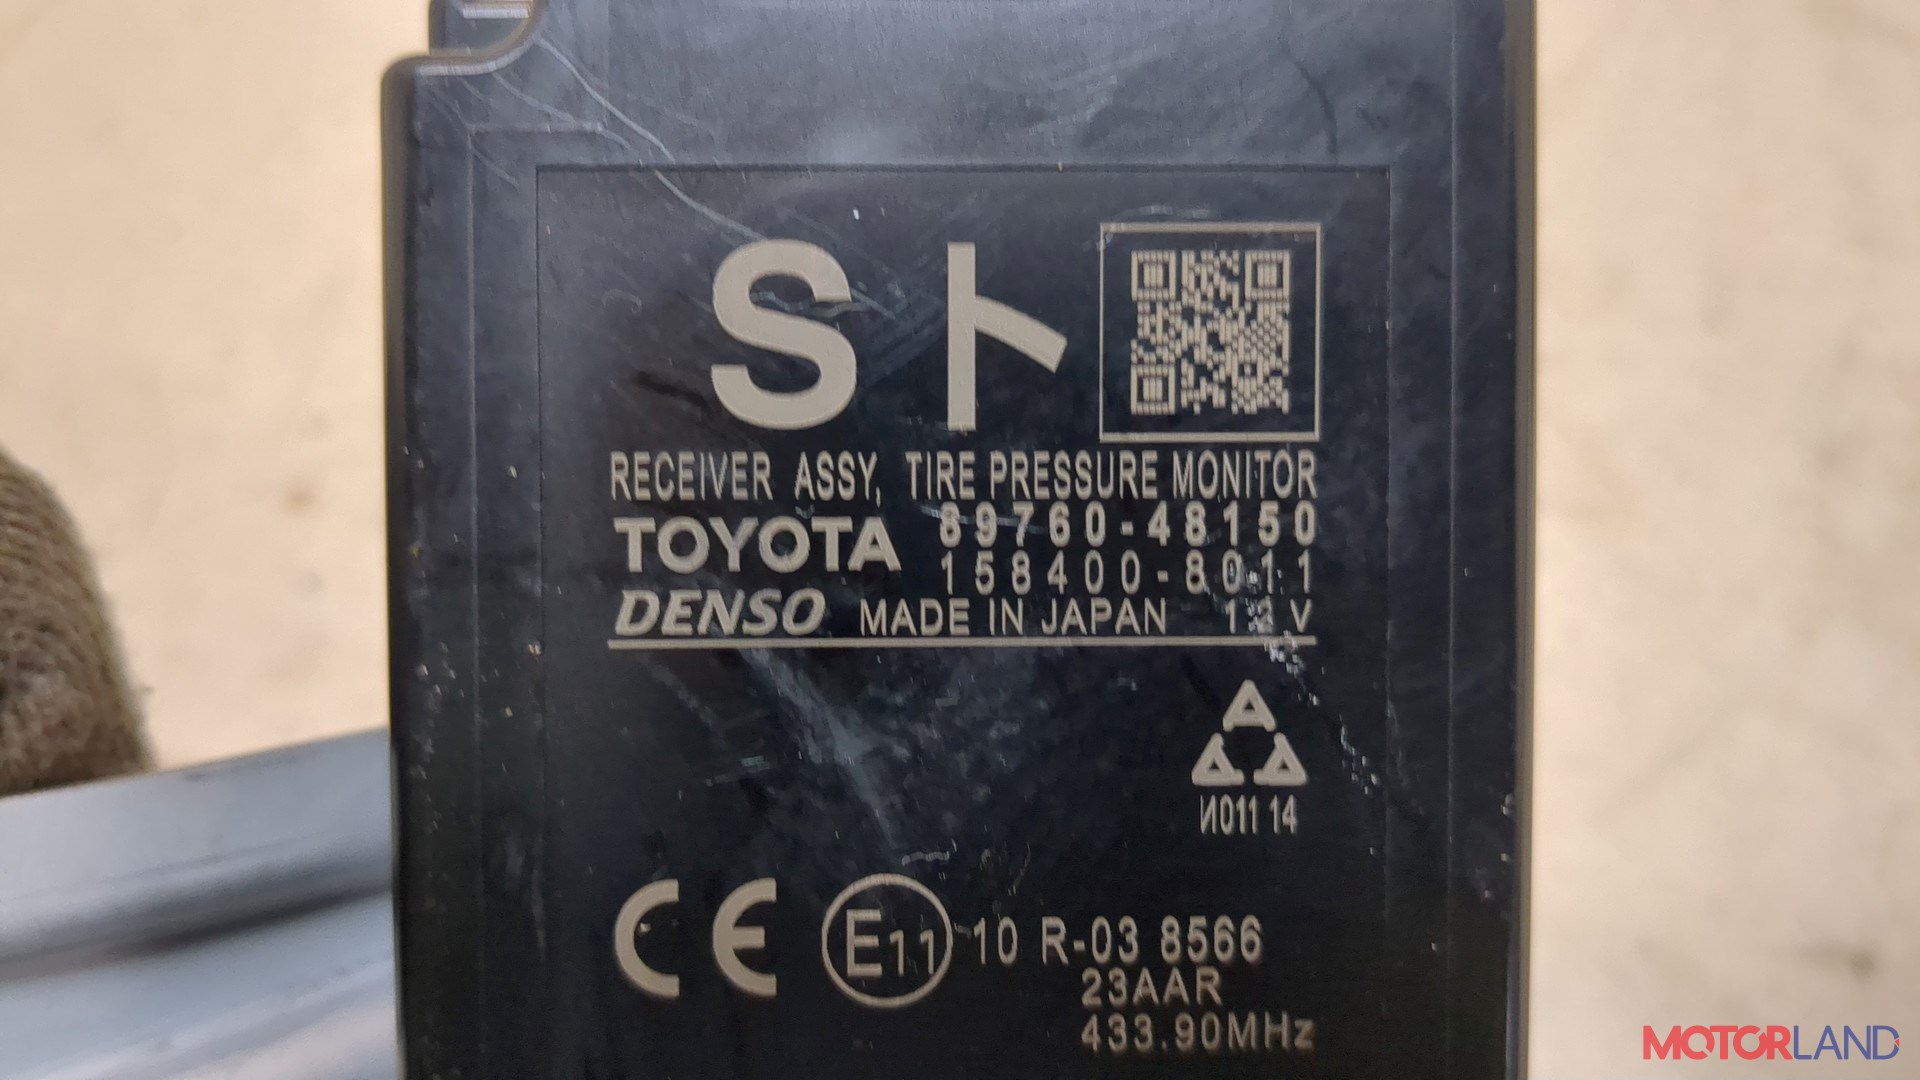 Sト
RECEIVER ASSY, TIRE PRESSURE MONITOR
TOYOTA 89760-48150
158400-8011
DENSO MADE IN JAPAN
И011 14
CE E11 10 R-03 8566
23AAR
433.90MHz
MOTORLAND